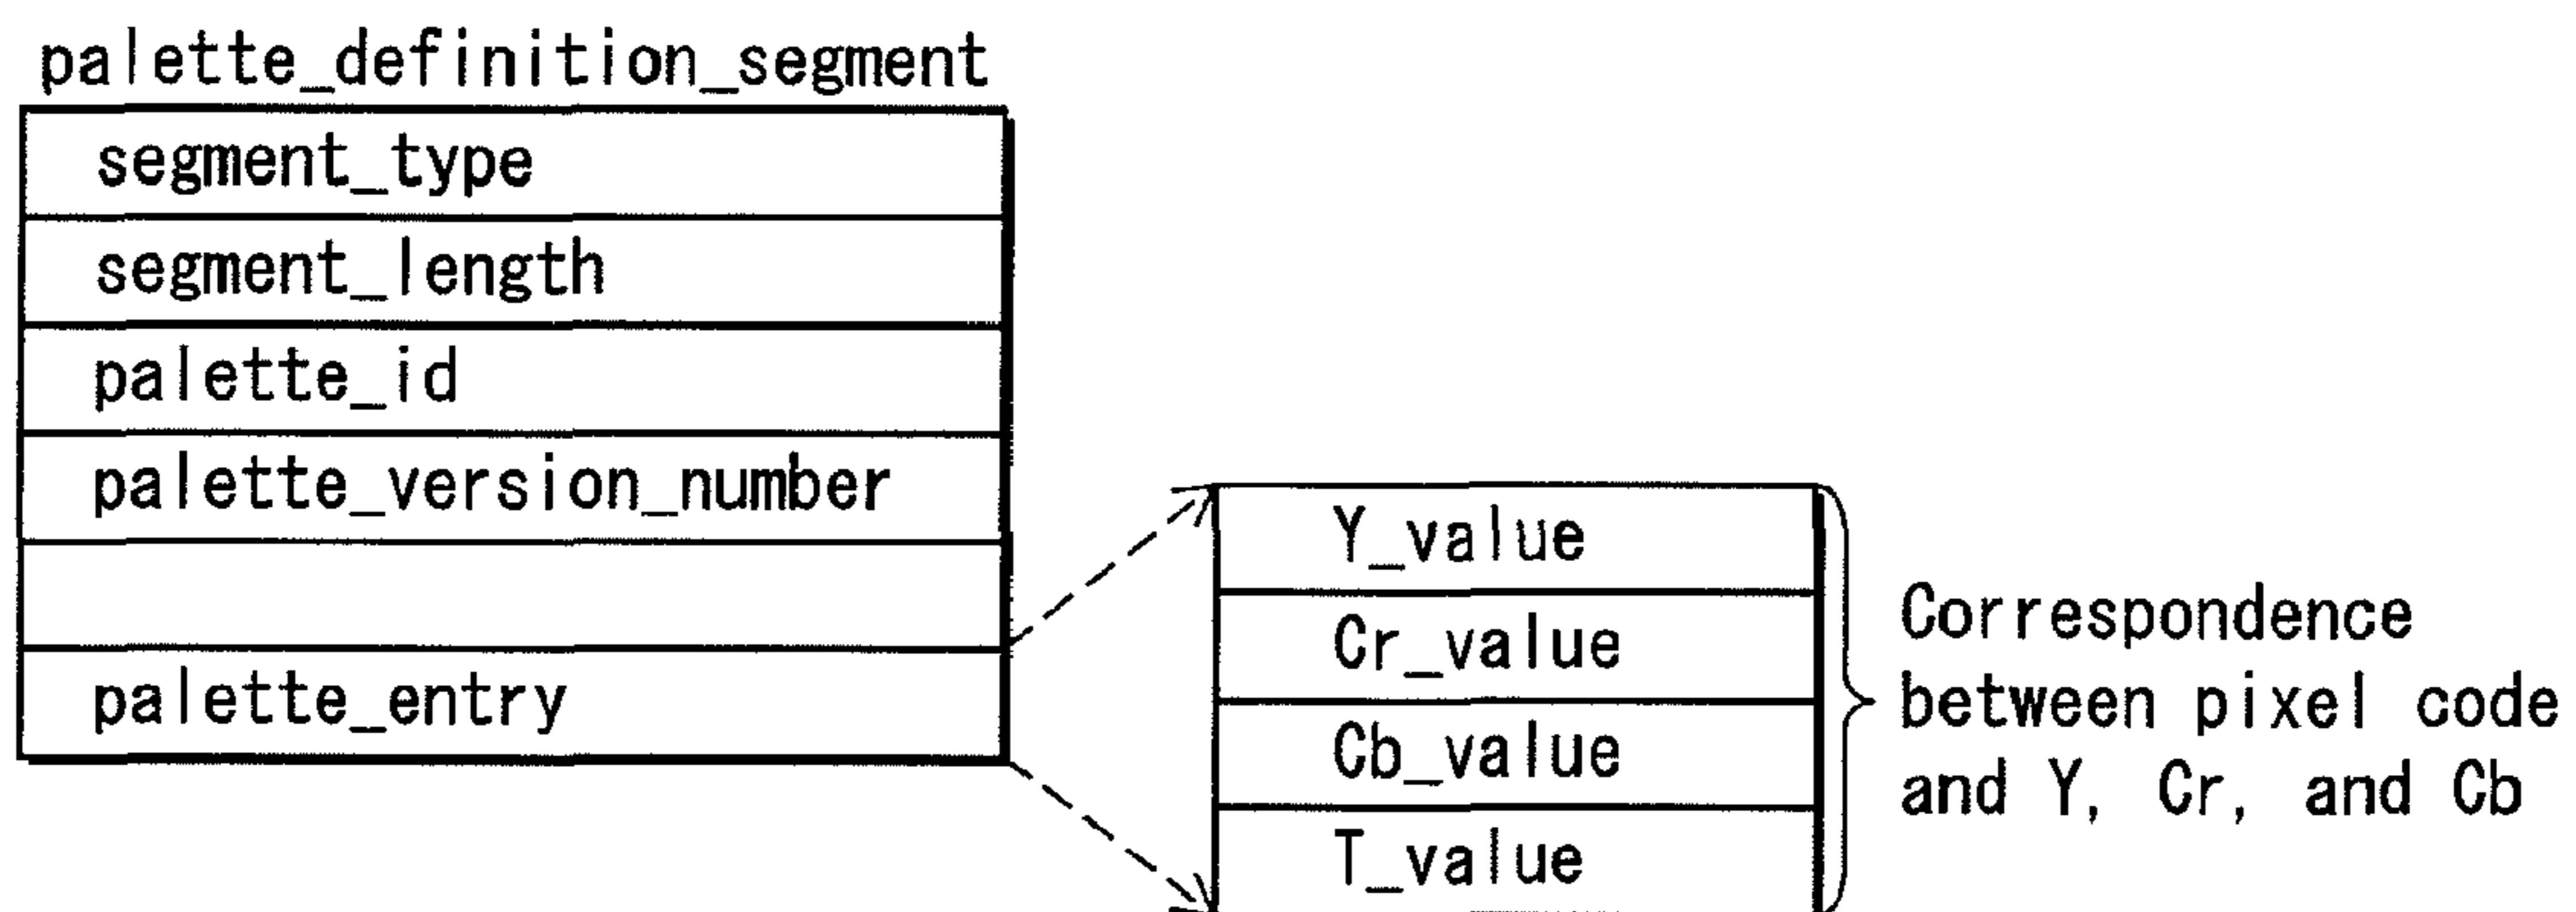 palette_definition_segment
segment_type
segment_length
palette_id
palette_version_number
palette_entry
Y_value
Cr_value
Cb_value
T_value
Correspondence
between pixel code
and Y, Cr, and Cb